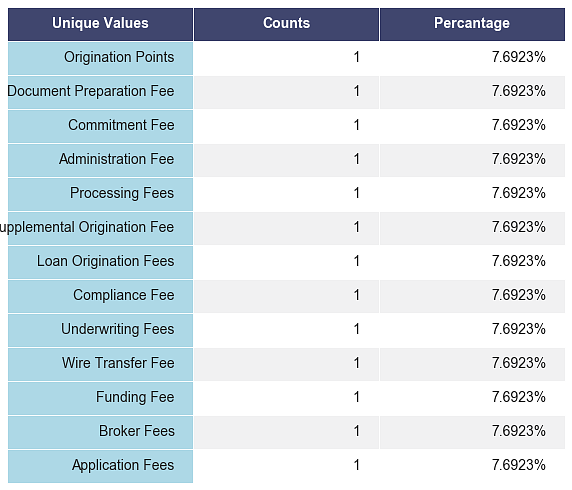 Unique Values Counts Percantage
Origination Points 1 7.6923%
Document Preparation Fee 1 7.6923%
Commitment Fee 1 7.6923%
Administration Fee 1 7.6923%
Processing Fees 1 7.6923%
upplemental Origination Fee 1 7.6923%
Loan Origination Fees 1 7.6923%
Compliance Fee 1 7.6923%
Underwriting Fees 1 7.6923%
Wire Transfer Fee 1 7.6923%
Funding Fee 1 7.6923%
Broker Fees 1 7.6923%
Application Fees 1 7.6923%